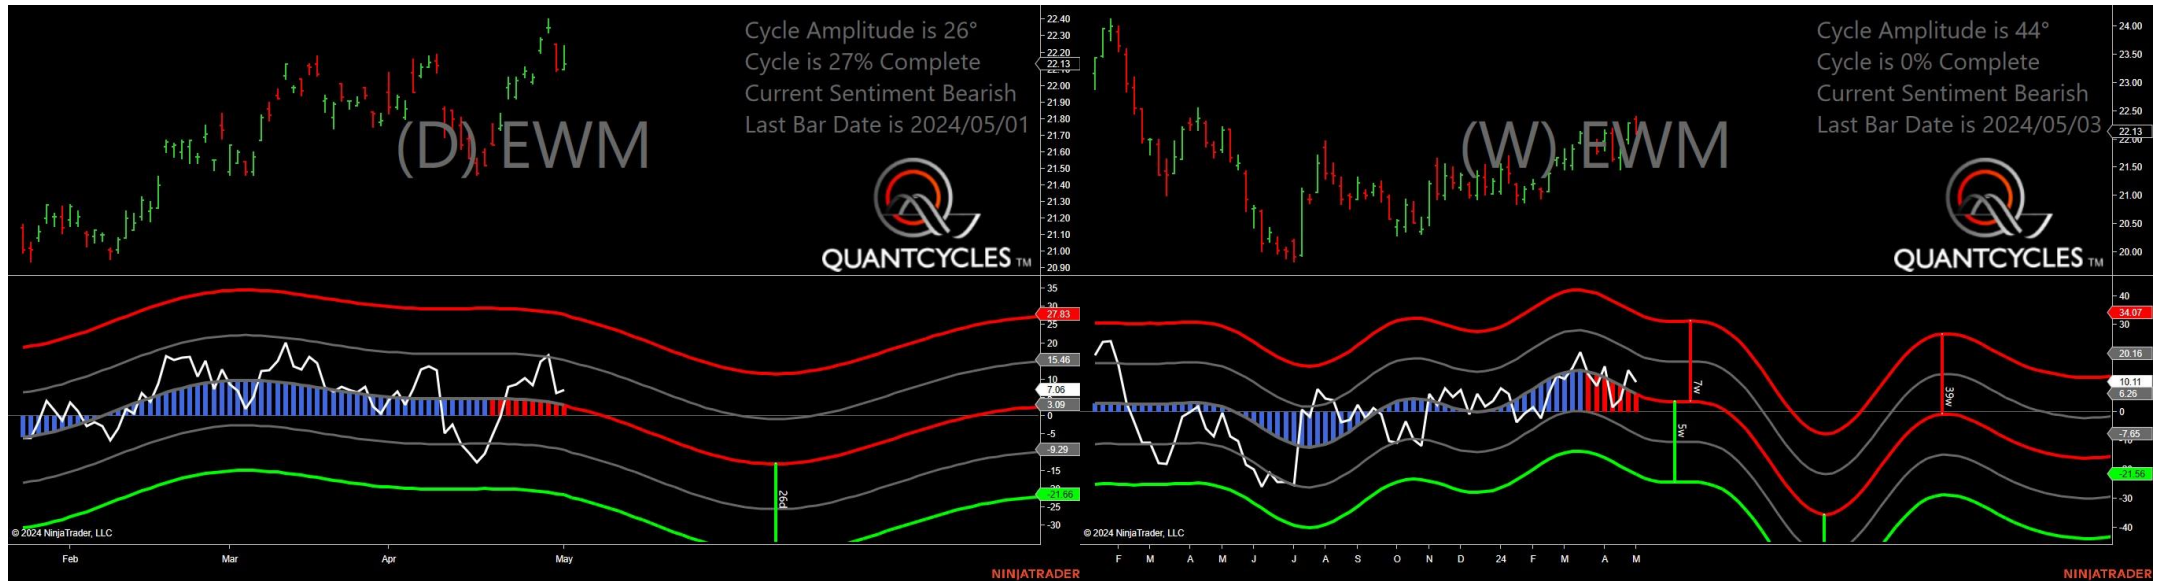 Cycle Amplitude is 26°
Cycle is 27% Complete
Current Sentiment Bearish
Last Bar Date is 2024/05/01
(D) EWM
QUANTCYCLES TM
22.40
22.30
22.20
22.13
22.00
21.90
21.80
21.70
21.60
21.50
21.40
21.30
21.20
21.10
21.00
20.90
35
30
27.83
25
20
15.46
10
7.06
3.09
0
-5
-9.29
-15
-21.66
-25
-30
26d
© 2024 NinjaTrader, LLC
Feb Mar Apr May
NINJATRADER
Cycle Amplitude is 44°
Cycle is 0% Complete
Current Sentiment Bearish
Last Bar Date is 2024/05/03
(W) EWM
QUANTCYCLES TM
24.00
23.50
23.00
22.50
22.13
22.00
21.50
21.00
20.50
20.00
40
34.07
30
20.16
10.11
6.26
0
-7.65
-21.56
-30
-40
7w
5w
39w
© 2024 NinjaTrader, LLC
F M A M J J A S O N D 24 F M A M
NINJATRADER